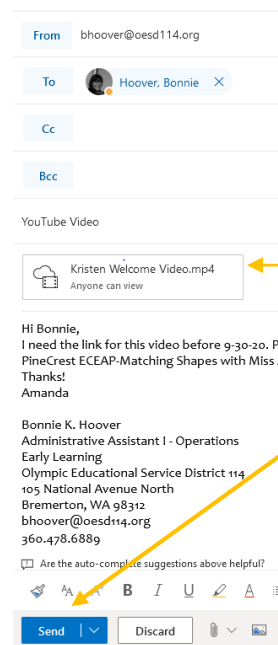 From bhoover@oesd114.org
To Hoover, Bonnie
Cc
Bcc
YouTube Video
Kristen Welcome Video.mp4
Anyone can view
Hi Bonnie,
I need the link for this video before 9-30-20. P
PineCrest ECEAP-Matching Shapes with Miss
Thanks!
Amanda
Bonnie K. Hoover
Administrative Assistant I - Operations
Early Learning
Olympic Educational Service District 114
105 National Avenue North
Bremerton, WA 98312
bhoover@oesd114.org
360.478.6889
Are the auto-complete suggestions above helpful?
B I U A
Send Discard